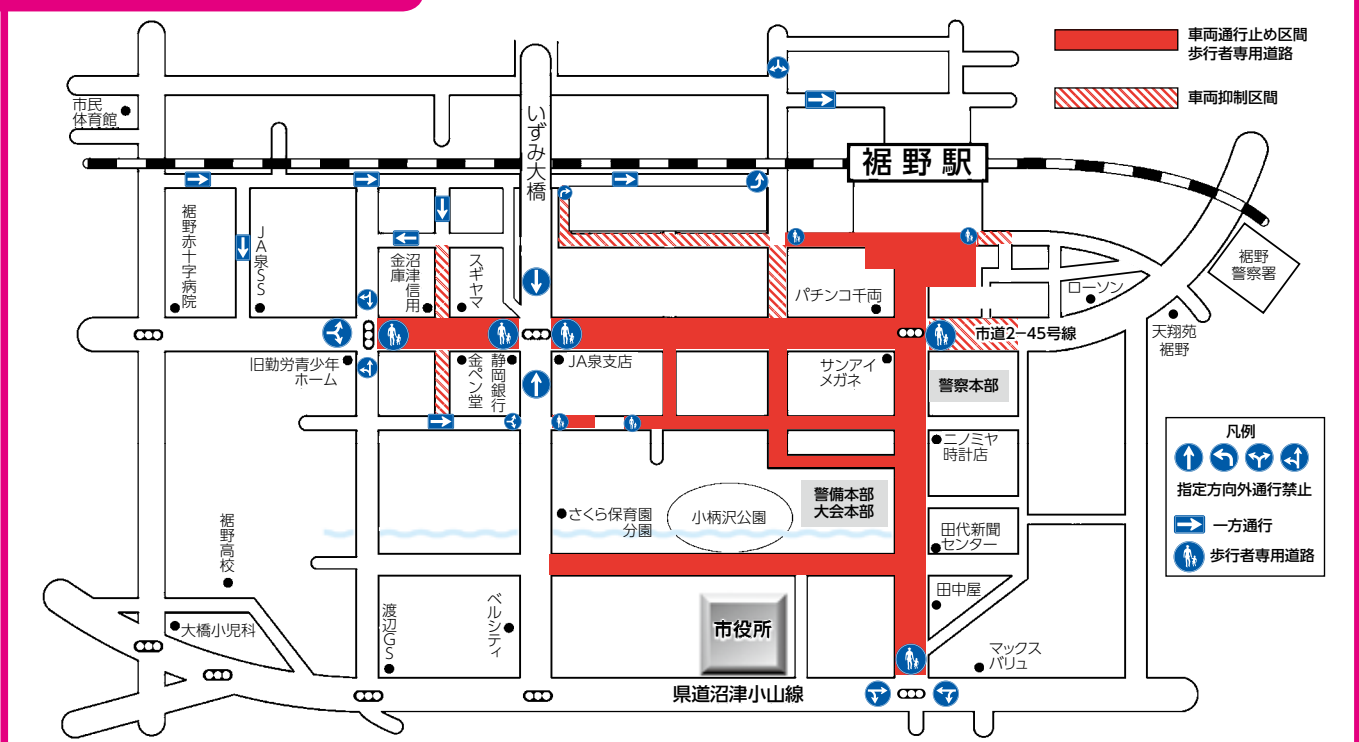 車両通行止め区間
歩行者専用道路
車両抑制区間
市民
体育館
いずみ大橋
裾野駅
裾野赤十字病院
JA泉SS
沼津信用
金庫
スギヤマ
パチンコ千両
ローソン
裾野
警察署
天翔苑
裾野
市道2−45号線
旧勤労青少年
ホーム
金ペン堂
静岡銀行
JA泉支店
サンアイ
メガネ
警察本部
ニノミヤ
時計店
凡例
指定方向外通行禁止
一方通行
歩行者専用道路
警備本部
大会本部
小柄沢公園
さくら保育園
分園
田代新聞
センター
裾野高校
大橋小児科
渡辺GS
ベルシティ
市役所
田中屋
マックス
バリュ
県道沼津小山線